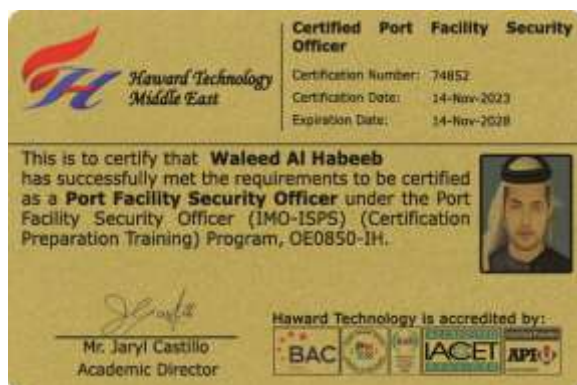 Haward Technology
Middle East
Certified Port Facility Security
Officer
Certification Number: 74852
Certification Date: 14-Nov-2023
Expiration Date: 14-Nov-2028
This is to certify that Waleed Al Habeeb
has successfully met the requirements to be certified
as a Port Facility Security Officer under the Port
Facility Security Officer (IMO-ISPS) (Certification
Preparation Training) Program, OE0850-IH.
Mr. Jaryl Castillo
Academic Director
Haward Technology is accredited by:
BAC
IACET
API